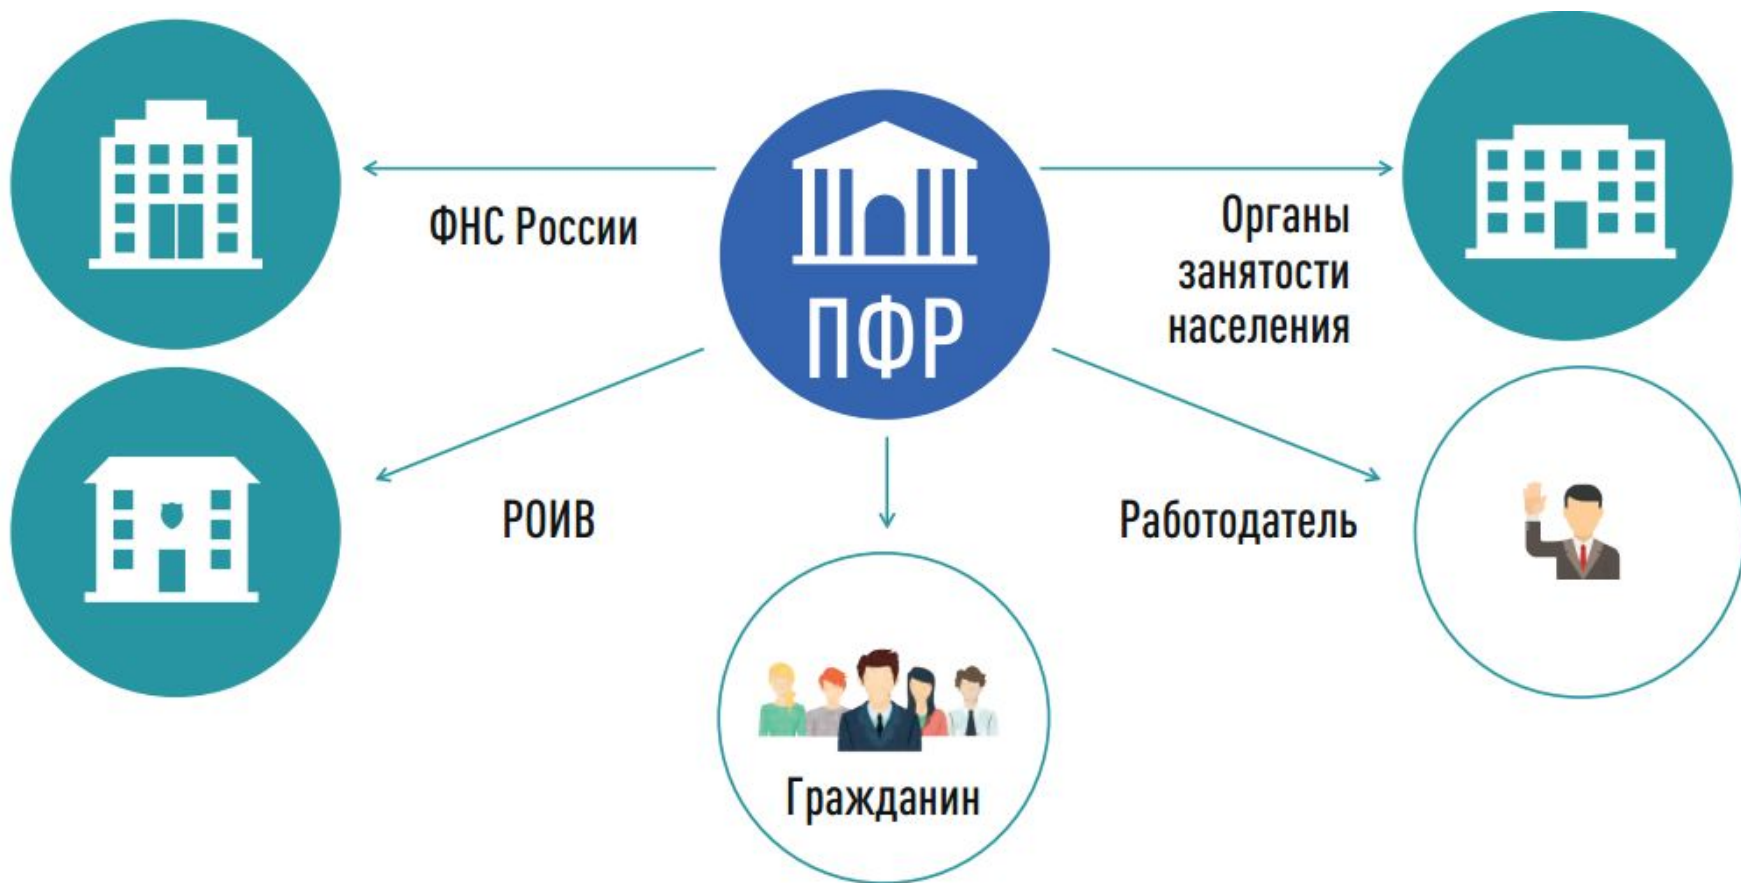 ПФР
ФНС России
Органы
занятости
населения
РОИВ
Работодатель
Гражданин